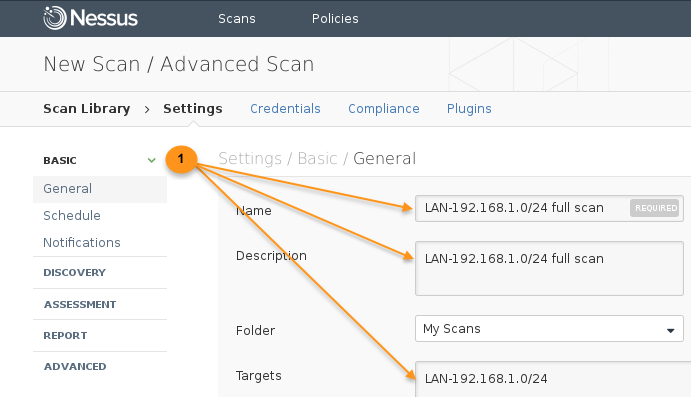 Nessus Scans Policies
New Scan / Advanced Scan
Scan Library > Settings Credentials Compliance Plugins
BASIC
General
Schedule
Notifications
DISCOVERY
ASSESSMENT
REPORT
ADVANCED
1
Settings / Basic / General
Name LAN-192.168.1.0/24 full scan REQUIRED
Description LAN-192.168.1.0/24 full scan
Folder My Scans
Targets LAN-192.168.1.0/24